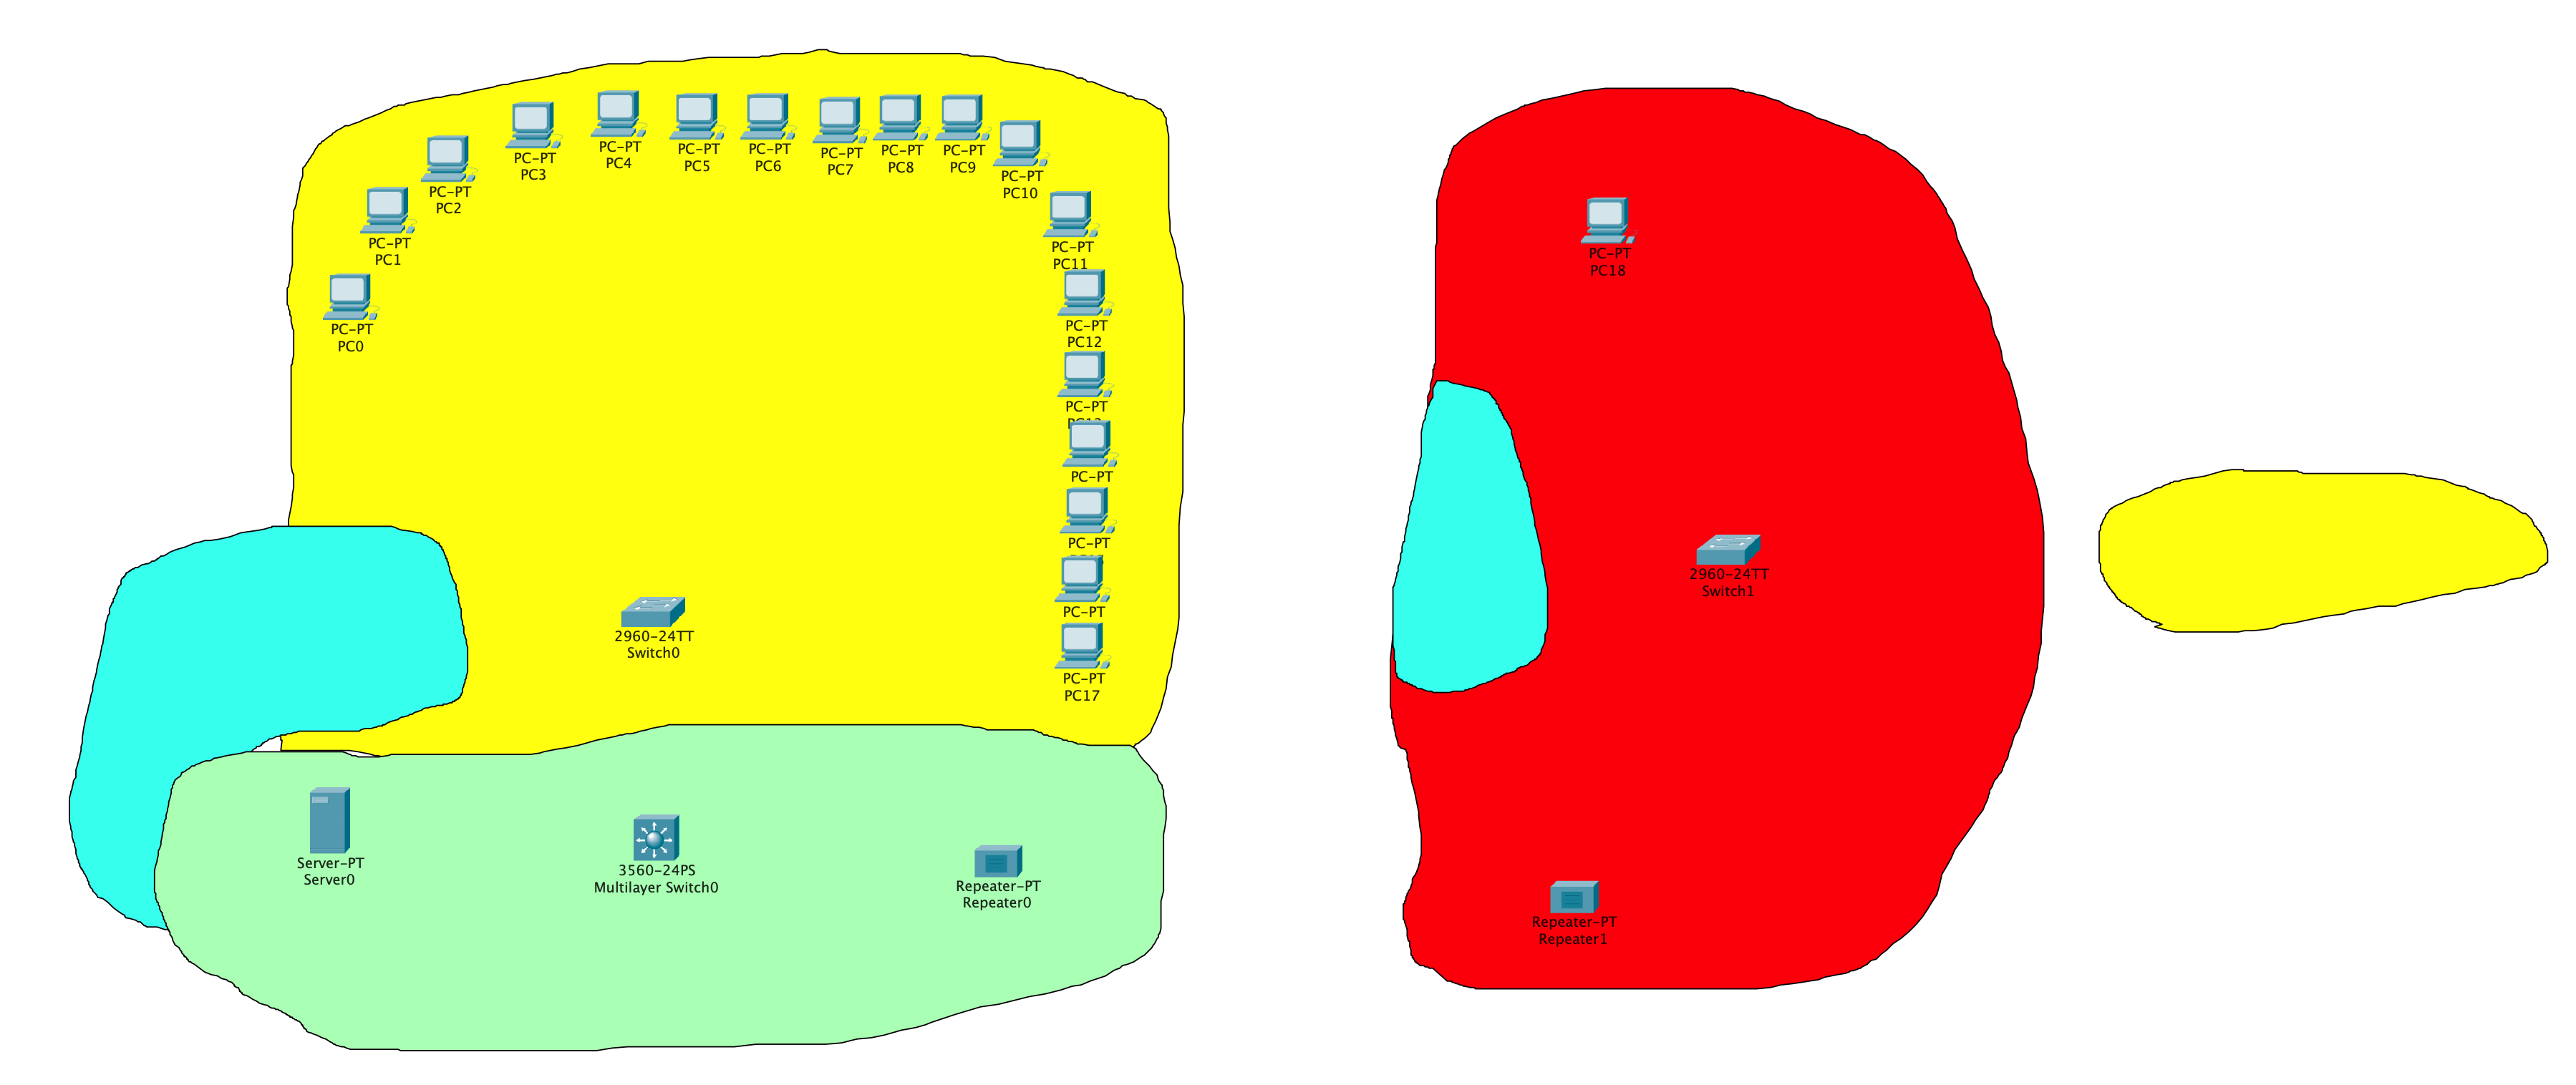 PC-PT
PC0
PC-PT
PC1
PC-PT
PC2
PC-PT
PC3
PC-PT
PC4
PC-PT
PC5
PC-PT
PC6
PC-PT
PC7
PC-PT
PC8
PC-PT
PC9
PC-PT
PC10
PC-PT
PC11
PC-PT
PC12
PC-PT
PC-PT
PC-PT
PC-PT
PC-PT
PC17
2960-24TT
Switch0
Server-PT
Server0
3560-24PS
Multilayer Switch0
Repeater-PT
Repeater0
PC-PT
PC18
2960-24TT
Switch1
Repeater-PT
Repeater1